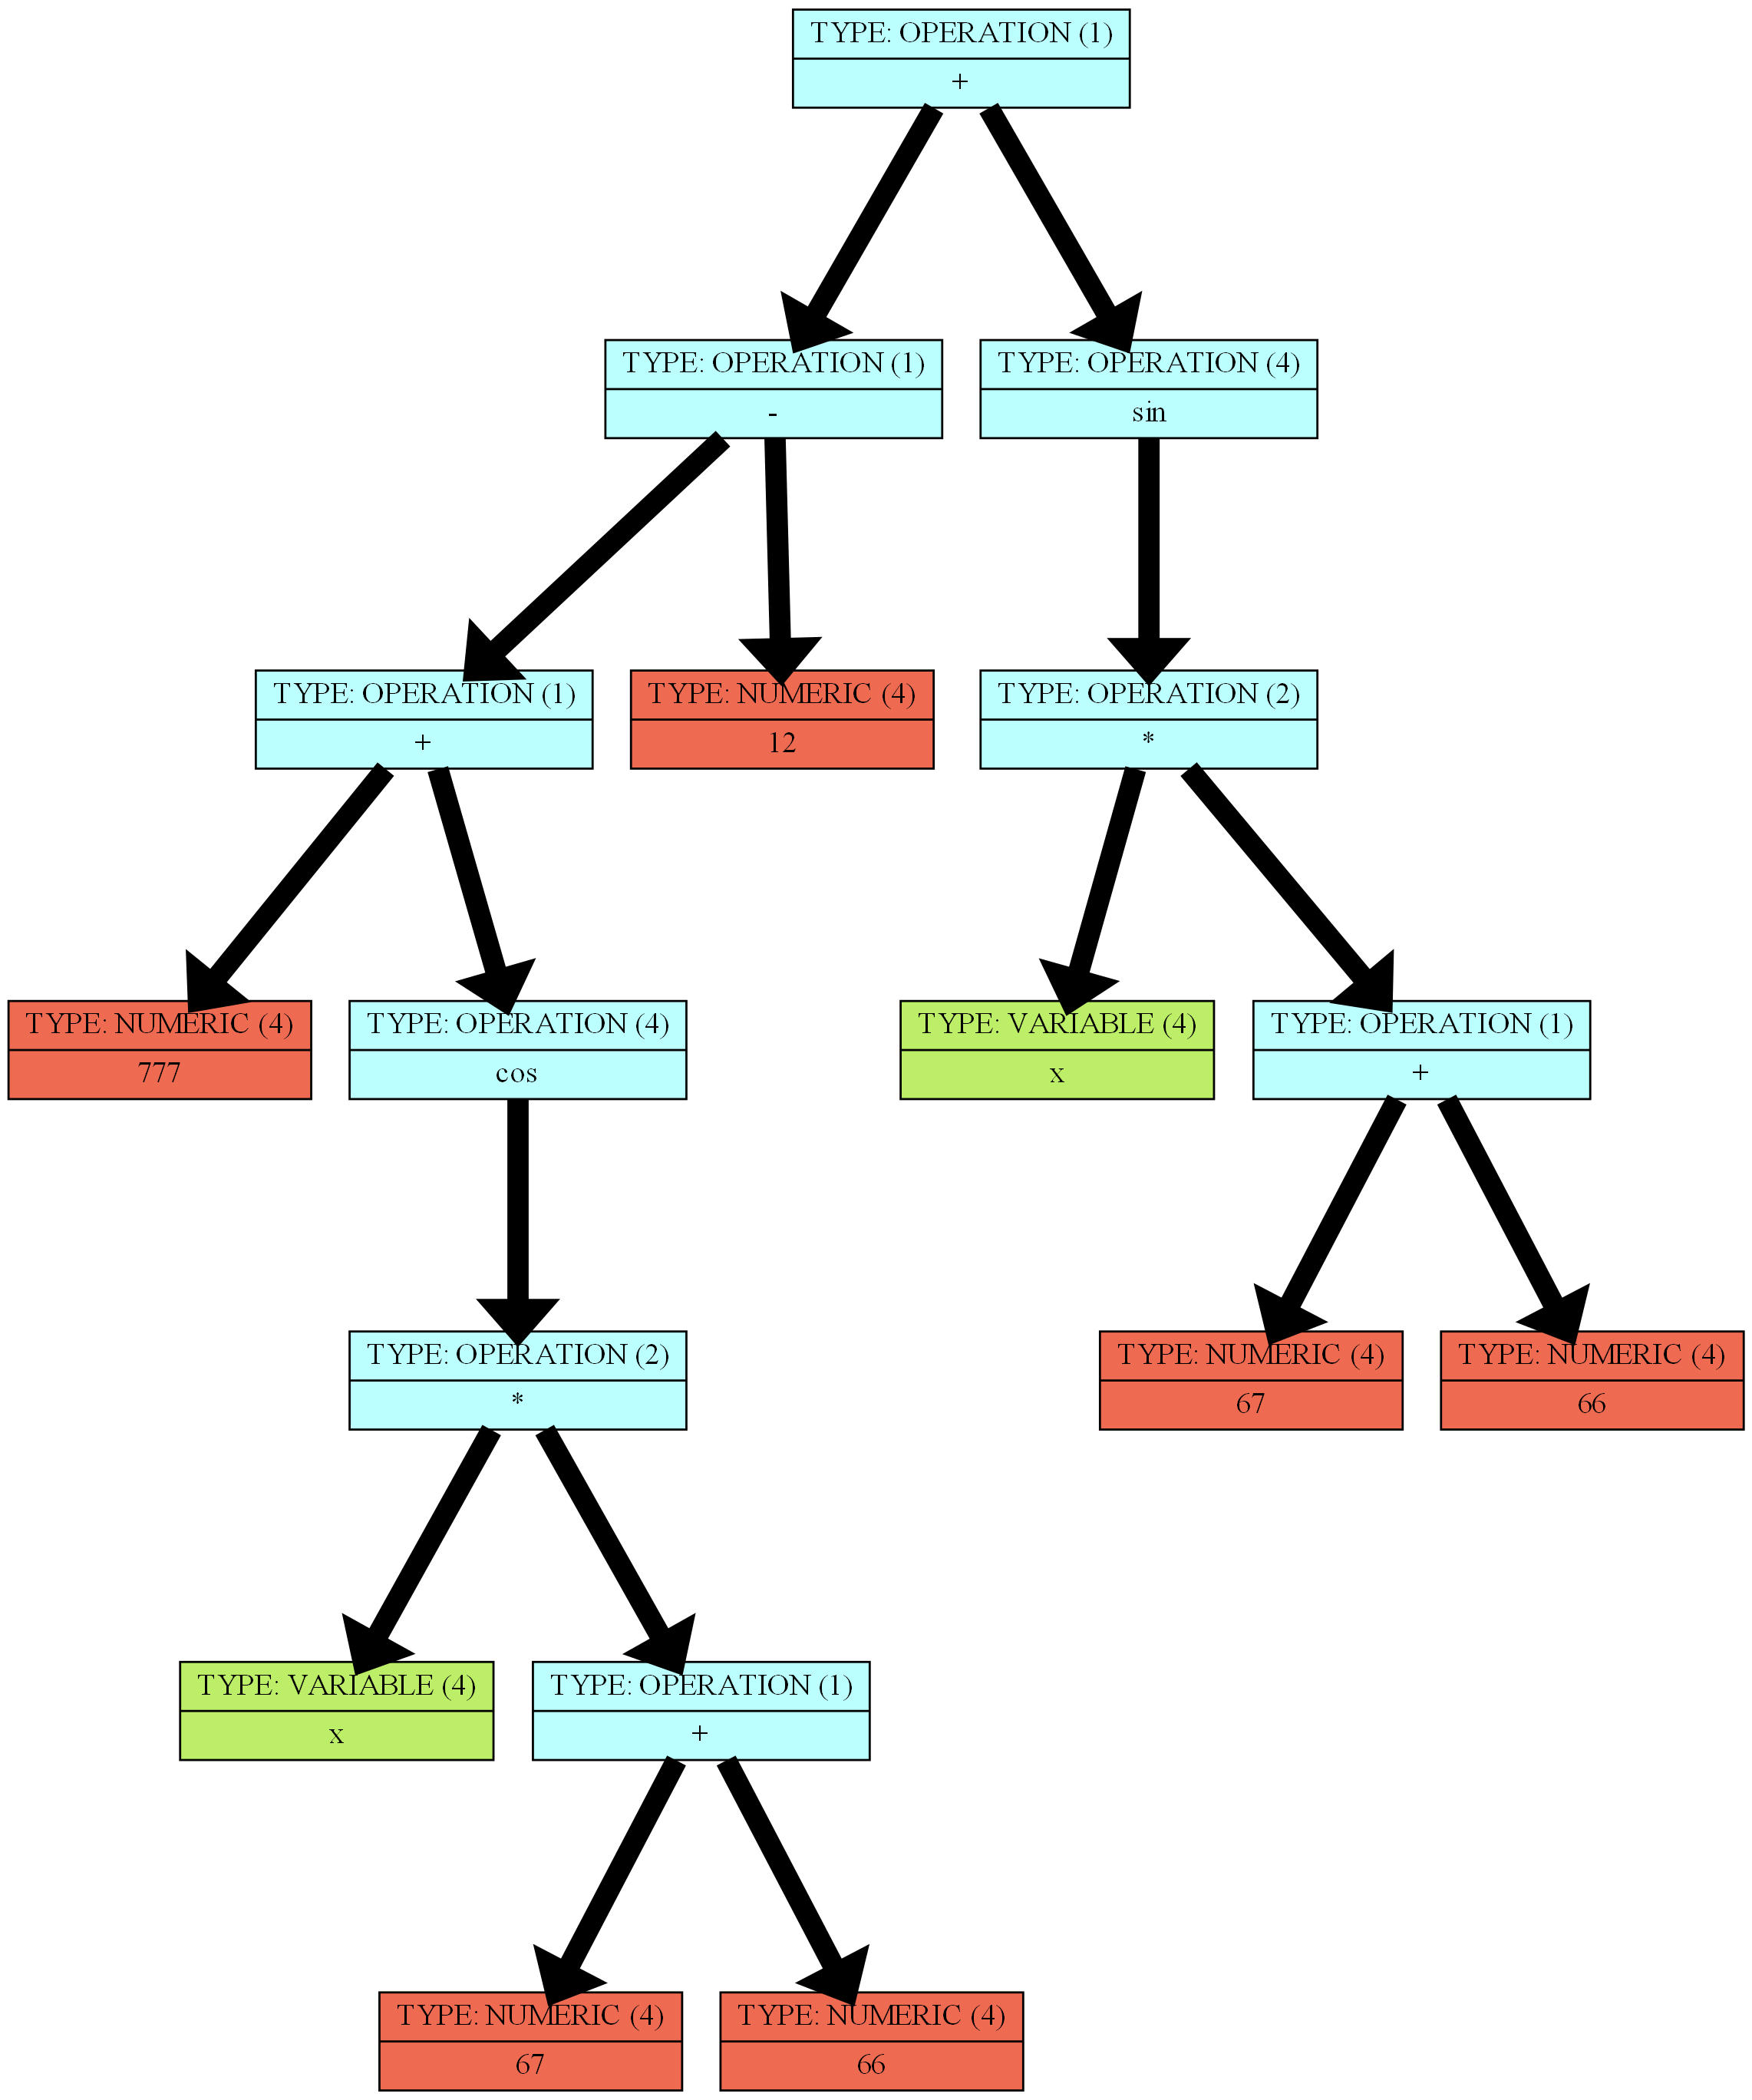 TYPE: OPERATION (1)
+
TYPE: OPERATION (1)
-
TYPE: OPERATION (4)
sin
TYPE: OPERATION (1)
+
TYPE: NUMERIC (4)
12
TYPE: OPERATION (2)
*
TYPE: NUMERIC (4)
777
TYPE: OPERATION (4)
cos
TYPE: VARIABLE (4)
x
TYPE: OPERATION (1)
+
TYPE: OPERATION (2)
*
TYPE: NUMERIC (4)
67
TYPE: NUMERIC (4)
66
TYPE: VARIABLE (4)
x
TYPE: OPERATION (1)
+
TYPE: NUMERIC (4)
67
TYPE: NUMERIC (4)
66